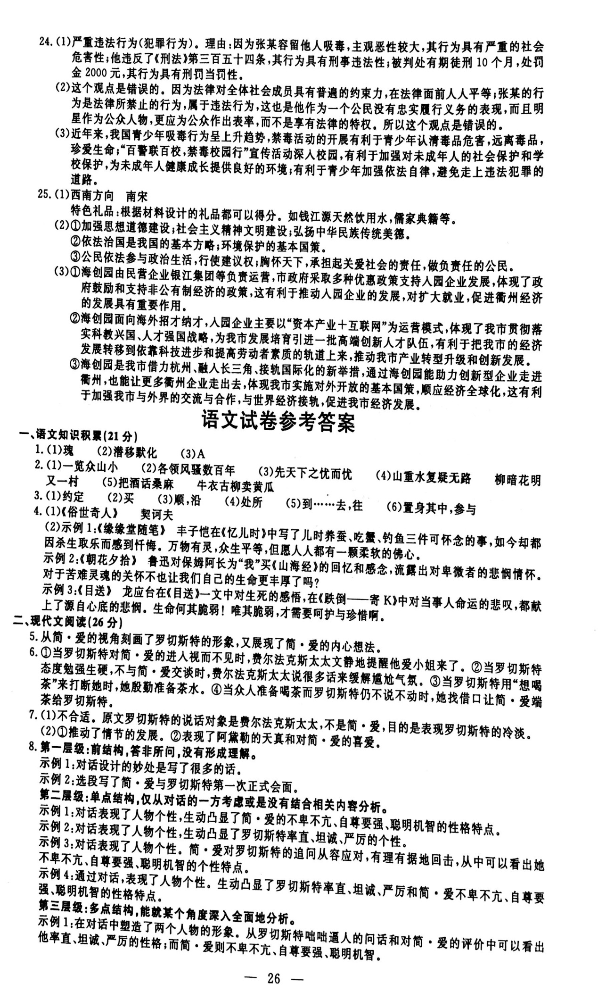 24.(1)严重违法行为(犯罪行为)。理由:因为张某容留他人吸毒,主观恶性较大,其行为具有严重的社会
危害性;他违反了《刑法》第三百五十四条,其行为具有刑事违法性;被判处有期徒刑10个月,处罚
金2000元,其行为具有刑罚当罚性。
(2)这个观点是错误的。因为法律对全体社会成员具有普遍的约束力,在法律面前人人平等;张某的行
为是法律所禁止的行为,属于违法行为,这也是他作为一个公民没有忠实履行义务的表现,而且明
星作为公众人物,更应为公众作出表率,而不是享有法律的特权。所以这个观点是错误的。
(3)近年来,我国青少年吸毒行为呈上升趋势,禁毒活动的开展有利于青少年认清毒品危害,远离毒品,
珍爱生命;“百警联百校,禁毒校园行”宣传活动深入校园,有利于加强对未成年人的社会保护和学
校保护,为未成年人健康成长提供良好的环境;有利于青少年加强依法自律,避免走上违法犯罪的
道路。
25.(1)西南方向 南宋
特色礼品:根据材料设计的礼品都可以得分。如钱江源天然饮用水,儒家典籍等。
(2)①加强思想道德建设;社会主义精神文明建设;弘扬中华民族传统美德。
②依法治国是我国的基本方略;环境保护的基本国策。
③公民依法参与政治生活,行使建议权;胸怀天下,承担起关爱社会的责任,做负责任的公民。
(3)①海创园由民营企业银江集团等负责运营,市政府采取多种优惠政策支持入园企业发展,体现了政
府鼓励和支持非公有制经济的政策,这有利于推动入园企业的发展,对扩大就业,促进衢州经济
的发展具有重要作用。
②海创园面向海外招才纳才,入园企业主要以“资本产业+互联网”为运营模式,体现了我市贯彻落
实科教兴国、人才强国战略,为我市发展培育引进一批高端创新人才队伍,有利于把我市的经济
发展转移到依靠科技进步和提高劳动者素质的轨道上来,推动我市产业转型升级和创新发展。
③海创园是我市借力杭州、融入长三角、接轨国际化的新举措,通过海创园能助力创新型企业走进
衢州,也能让更多衢州企业走出去,体现我市实施对外开放的基本国策,顺应经济全球化,这有利
于加强我市与外界的交流与合作,与世界经济接轨,促进我市经济发展。
语文试卷参考答案
一、语文知识积累(21分)
1.(1)瑰 (2)潜移默化 (3)A
2.(1)一览众山小 (2)各领风骚数百年 (3)先天下之忧而忧 (4)山重水复疑无路 柳暗花明
又一村 (5)把酒话桑麻 牛衣古柳卖黄瓜
3.(1)约定 (2)买 (3)顺,沿 (4)处所 (5)到……去,往 (6)置身其中,参与
4.(1)《俗世奇人》 契诃夫
(2)示例1:《缘缘堂随笔》 丰子恺在《忆儿时》中写了儿时养蚕、吃蟹、钓鱼三件可怀念的事,如今却都
因杀生取乐而感到忏悔。万物有灵,众生平等,但愿人人都有一颗柔软的佛心。
示例2:《朝花夕拾》 鲁迅对保姆阿长为“我”买《山海经》的回忆和感念,流露出对卑微者的悲悯情怀。
对于苦难灵魂的关怀不也让我们自己的生命更丰厚了吗?
示例3:《目送》 龙应台在《目送》一文中对生死的感悟,在《跌倒——寄K》中对当事人命运的悲叹,都献
上了源自心底的悲悯。生命何其脆弱!唯其脆弱,才需要呵护与珍惜啊。
二、现代文阅读(26分)
5.从简·爱的视角刻画了罗切斯特的形象,又展现了简·爱的内心想法。
6.①当罗切斯特对简·爱的进入视而不见时,费尔法克斯太太文静地提醒他爱小姐来了。②当罗切斯特
态度勉强生硬,不与简·爱交谈时,费尔法克斯太太说很多话来缓解尴尬气氛。③当罗切斯特用“想喝
茶”来打断她时,她殷勤准备茶水。④当众人准备喝茶而罗切斯特仍不说不动时,她找借口让简·爱端
茶给罗切斯特。
7.(1)不合适。原文罗切斯特的说话对象是费尔法克斯太太,不是简·爱,目的是表现罗切斯特的冷淡。
(2)①推动了情节的发展。②表现了阿黛勒的天真和对简·爱的喜爱。
8.第一层级:前结构,答非所问,没有形成理解。
示例1:对话设计的妙处是写了很多的话。
示例2:选段写了简·爱与罗切斯特第一次正式会面。
第二层级:单点结构,仅从对话的一方考虑或是没有结合相关内容分析。
示例1:对话表现了人物个性,生动凸显了简·爱的不卑不亢、自尊要强、聪明机智的性格特点。
示例2:对话表现了人物个性,生动凸显了罗切斯特率直、坦诚、严厉的个性。
示例3:对话表现了人物个性。简·爱对罗切斯特的追问从容应对,有理有据地回击,从中可以看出她
不卑不亢、自尊要强、聪明机智的个性特点。
示例4:通过对话,表现了人物个性。生动凸显了罗切斯特率直、坦诚、严厉和简·爱不卑不亢、自尊要
强、聪明机智的性格特点。
第三层级:多点结构,能就某个角度深入全面地分析。
示例1:在对话中塑造了两个人物的形象。从罗切斯特咄咄逼人的问话和对简·爱的评价中可以看出
他率直、坦诚、严厉的性格;而简·爱则不卑不亢、自尊要强、聪明机智。
— 26 —